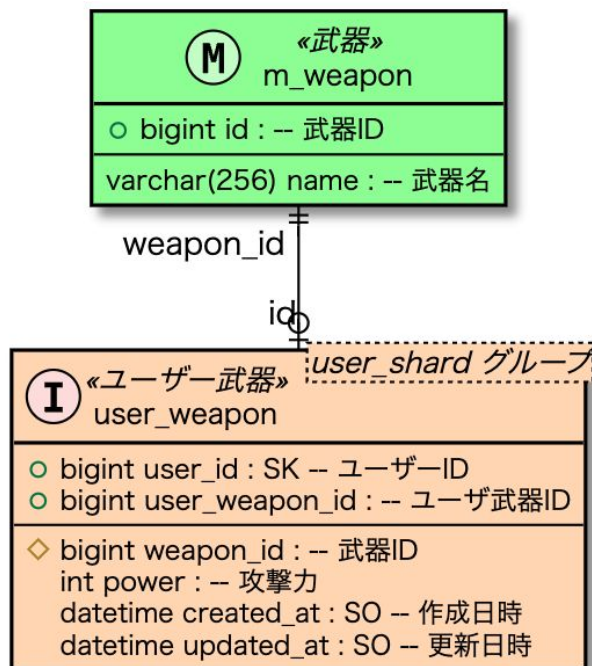 M
«武器»
m_weapon
bigint id : -- 武器ID
varchar(256) name : -- 武器名
weapon_id
id
user_shard グループ
I
«ユーザー武器»
user_weapon
bigint user_id : SK -- ユーザーID
bigint user_weapon_id : -- ユーザ武器ID
bigint weapon_id : -- 武器ID
int power : -- 攻撃力
datetime created_at : SO -- 作成日時
datetime updated_at : SO -- 更新日時